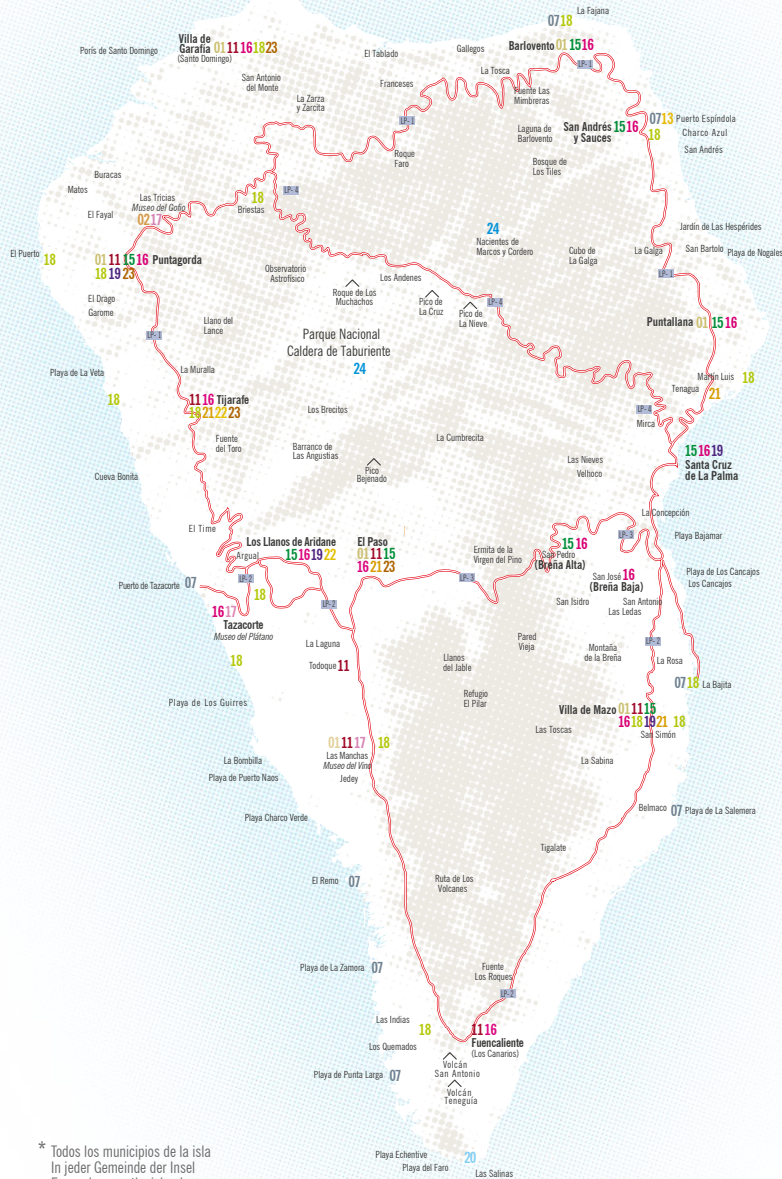 La Fajana
07 18
Villa de
Garafía 01 11 16 18 23
(Santo Domingo)
Porís de Santo Domingo
El Tablado
Gallegos
Barlovento 01 15 16
LP-1
La Tosca
San Antonio
del Monte
Franceses
Fuente Las
Mimbreras
La Zarza
y Zarcita
LP-1
07 13 Puerto Espíndola
San Andrés 15 16
y Sauces
18
Charco Azul
San Andrés
Laguna de
Barlovento
Roque
Faro
Bosque de
Los Tiles
Buracas
Matos
Las Tricias
Museo del Gofio
El Fayal
02 17
18
Briestas
LP-4
24
Nacientes de
Marcos y Cordero
Jardín de Las Hespérides
Cubo de
La Galga
La Galga
San Bartolo
Playa de Nogales
El Puerto 18
01 11 15 16 Puntagorda
18 19 23
Observatorio
Astrofísico
Los Andenes
LP-1
Roque de Los
Muchachos
Pico de
La Cruz
Pico de
La Nieve
LP-4
El Drago
Garome
Llano del
Lance
LP-1
Parque Nacional
Caldera de Taburiente
24
Puntallana 01 15 16
La Muralla
Playa de La Veta
18
Martín Luis 18
Tenagua
21
11 16 Tijarafe
18 21 22 23
Los Brecitos
LP-4
Mirca
Fuente
del Toro
Barranco de
Las Angustias
La Cumbrecita
15 16 19
Santa Cruz
de La Palma
Las Nieves
Velhoco
Cueva Bonita
Pico
Bejenado
La Concepción
El Time
Playa Bajamar
LP-3
Los Llanos de Aridane
15 16 19 22
El Paso
01 11 15
16 21 23
Argual
15 16
San Pedro
(Breña Alta)
Ermita de la
Virgen del Pino
Playa de Los Cancajos
Los Cancajos
LP-2
LP-3
San José 16
(Breña Baja)
Puerto de Tazacorte 07
18
LP-2
San Isidro
San Antonio
Las Ledas
16 17
Tazacorte
Museo del Plátano
18
La Laguna
Todoque 11
Pared
Vieja
Montaña
de la Breña
LP-2
La Rosa
Llanos
del Jable
07 18 La Bajita
Refugio
El Pilar
Playa de Los Guirres
Villa de Mazo 01 11 15
16 18 19 21 18
San Simón
Las Toscas
01 11 17 18
Las Manchas
Museo del Vino
Jedey
La Bombilla
La Sabina
Playa de Puerto Naos
Belmaco 07 Playa de La Salemera
Playa Charco Verde
Tigalate
El Remo 07
Ruta de Los
Volcanes
Playa de La Zamora 07
Fuente
Los Roques
LP-2
Las Indias
18
11 16
Fuencaliente
(Los Canarios)
Los Quemados
Volcán
San Antonio
Playa de Punta Larga 07
Volcán
Teneguía
* Todos los municipios de la isla
In jeder Gemeinde der Insel
Playa Echentive
Playa del Faro
20
Las Salinas